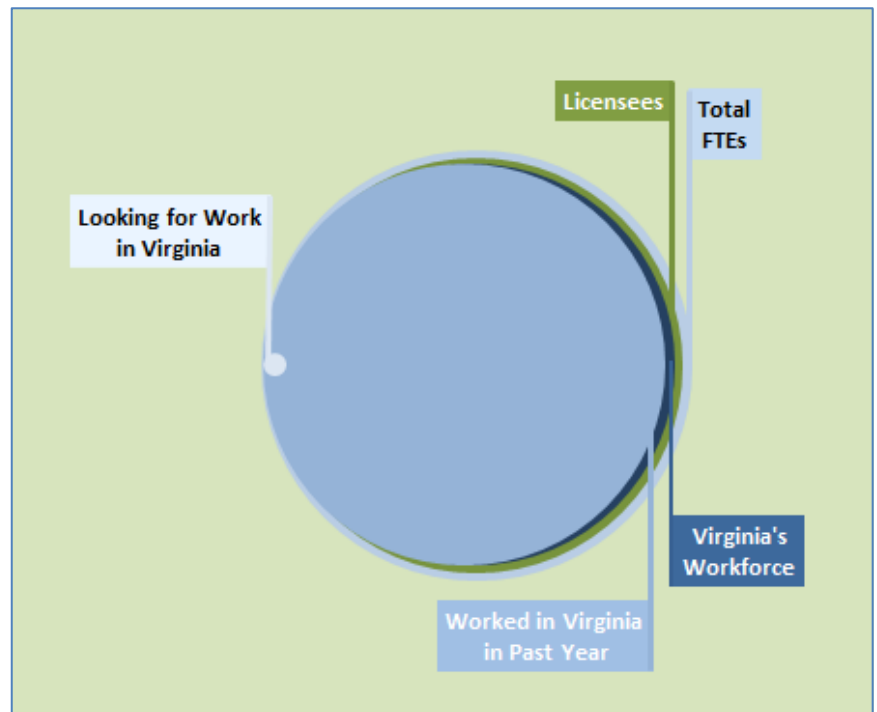 Licensees
Total
FTEs
Looking for Work
in Virginia
Virginia's
Workforce
Worked in Virginia
in Past Year